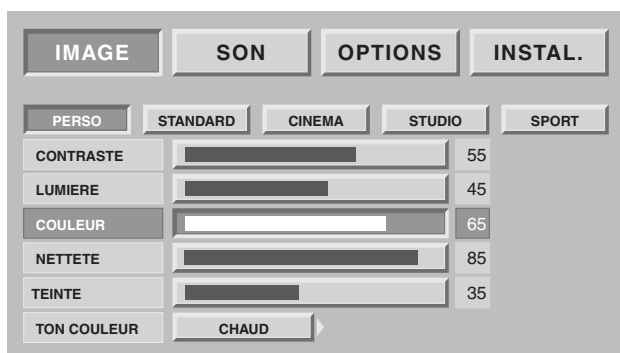 IMAGE SON OPTIONS INSTAL.
PERSO STANDARD CINEMA STUDIO SPORT
CONTRASTE 55
LUMIERE 45
COULEUR 65
NETTETE 85
TEINTE 35
TON COULEUR CHAUD